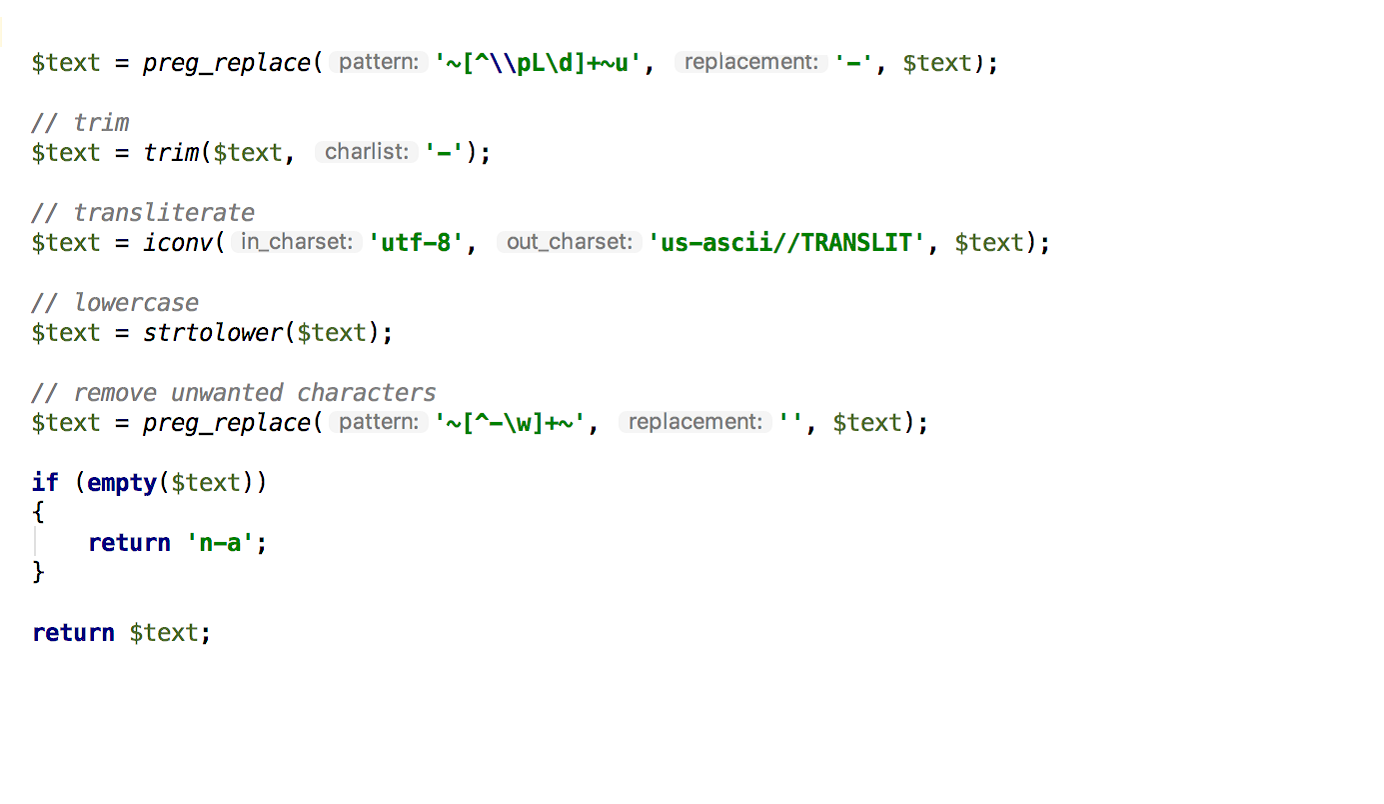 $text = preg_replace( pattern: '~[^\\pL\d]+~u', replacement: '-', $text);
// trim
$text = trim($text, charlist: '-');
// transliterate
$text = iconv( in_charset: 'utf-8', out_charset: 'us-ascii//TRANSLIT', $text);
// lowercase
$text = strtolower($text);
// remove unwanted characters
$text = preg_replace( pattern: '~[^-\w]+~', replacement: '', $text);
if (empty($text))
{
return 'n-a';
}
return $text;